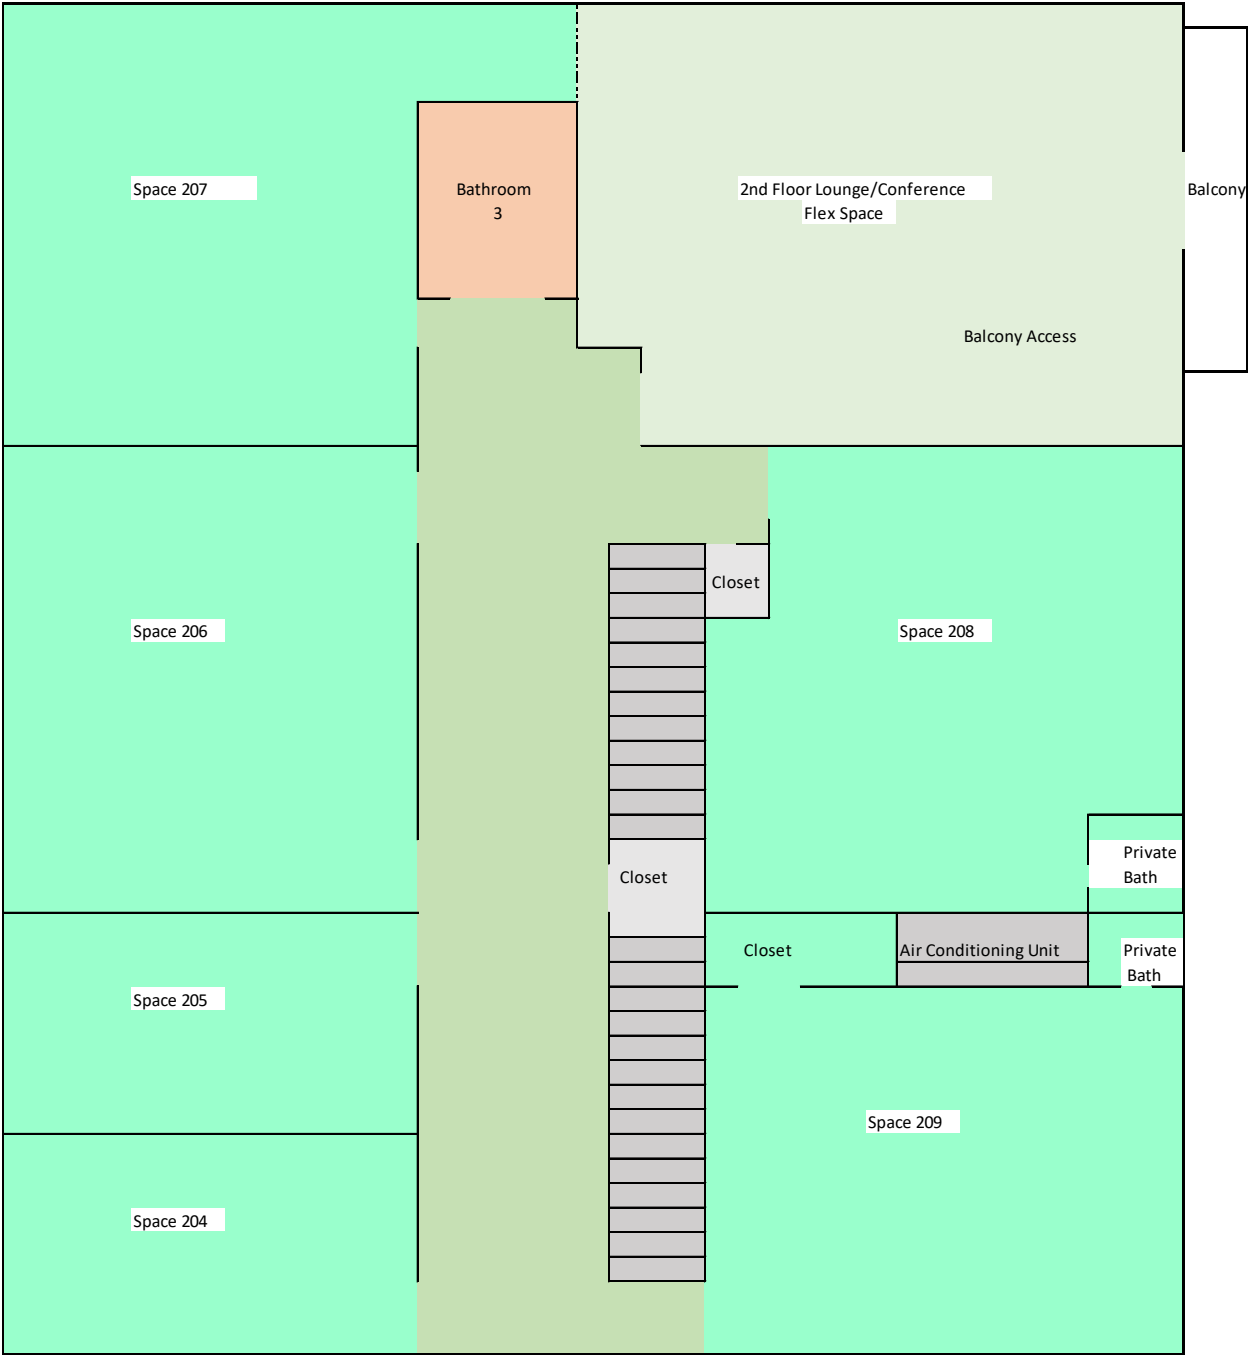 Space 207
Bathroom
3
2nd Floor Lounge/Conference
Flex Space
Balcony
Balcony Access
Closet
Space 206
Space 208
Private
Bath
Closet
Closet
Air Conditioning Unit
Private
Bath
Space 205
Space 209
Space 204